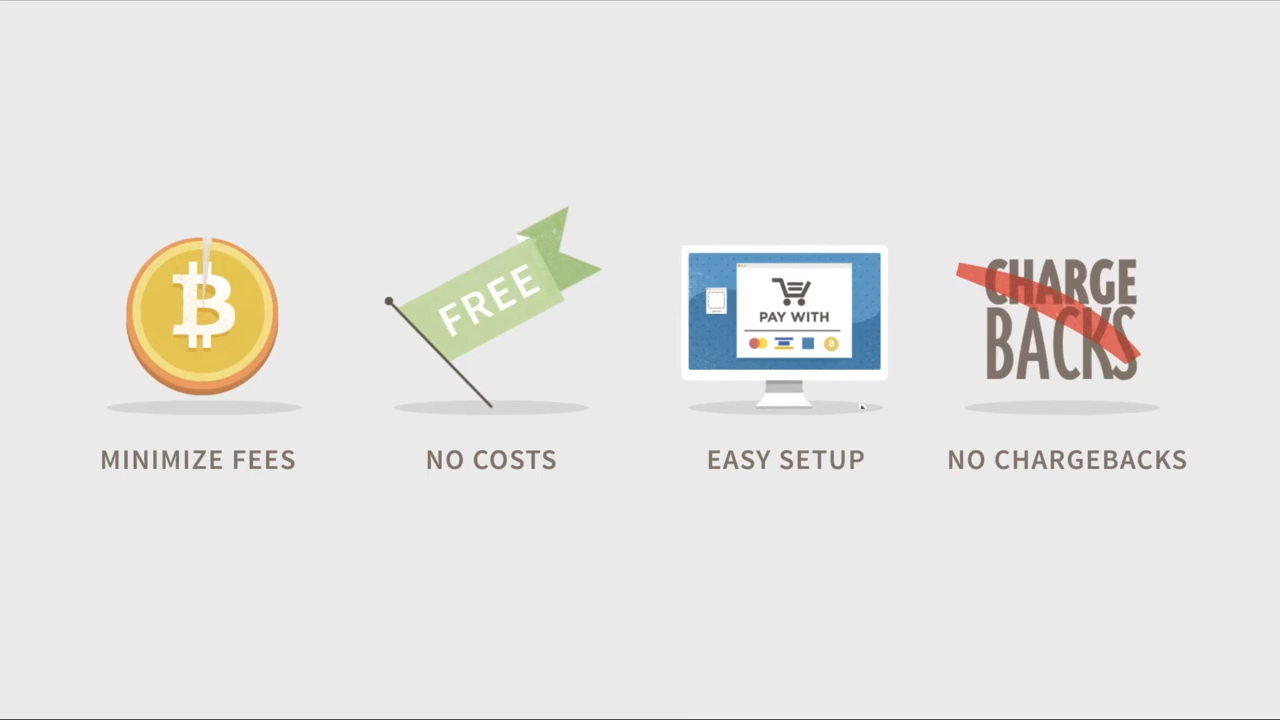 FREE
PAY WITH
CHARGE
BACKS
MINIMIZE FEES
NO COSTS
EASY SETUP
NO CHARGEBACKS